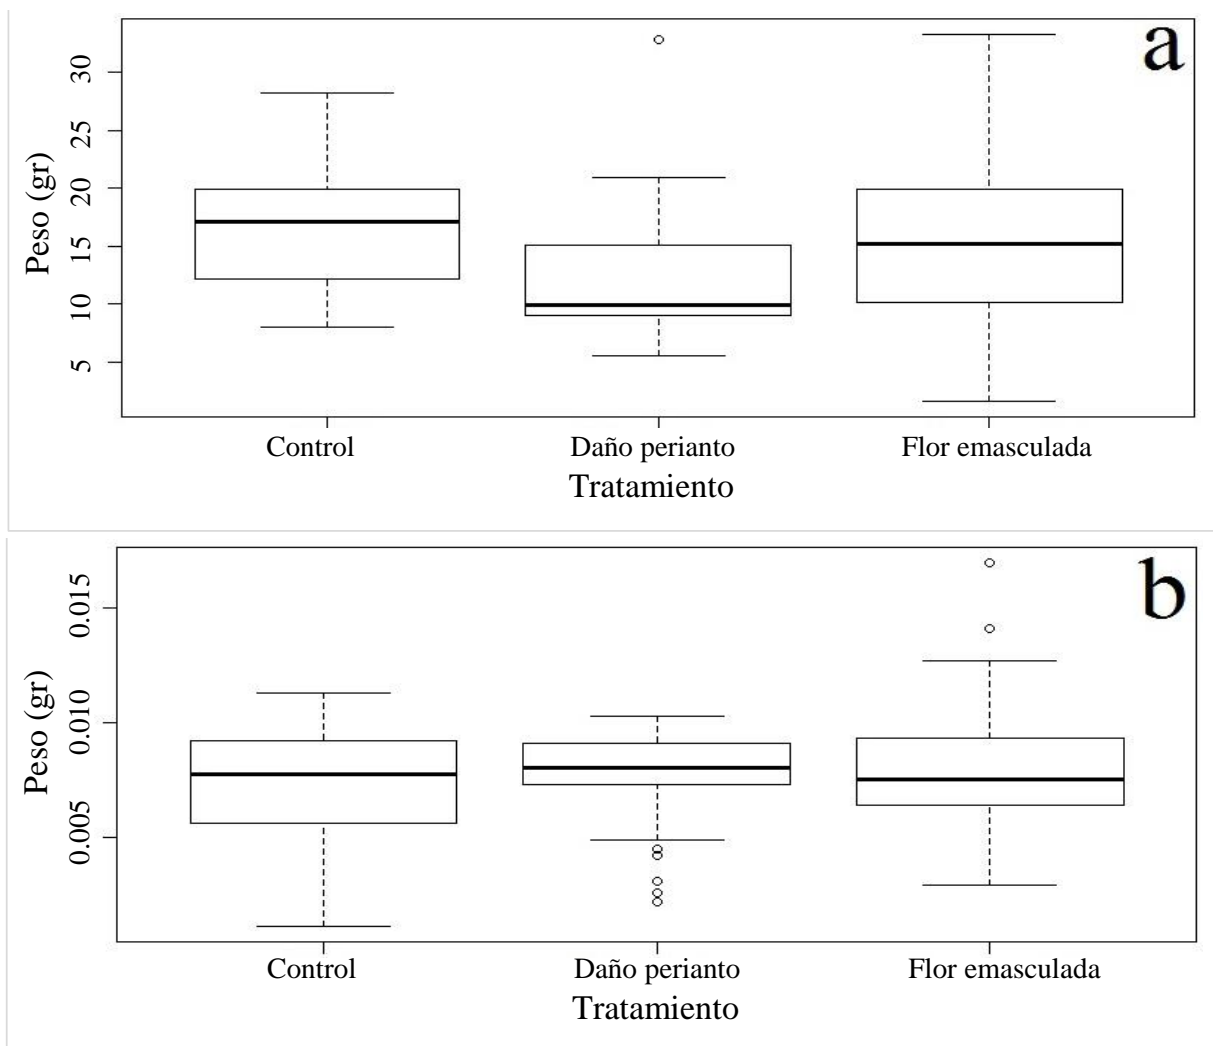 a
Peso (gr)
30
25
20
15
10
5
Control Daño perianto Flor emasculada
Tratamiento
b
Peso (gr)
0.015
0.010
0.005
Control Daño perianto Flor emasculada
Tratamiento